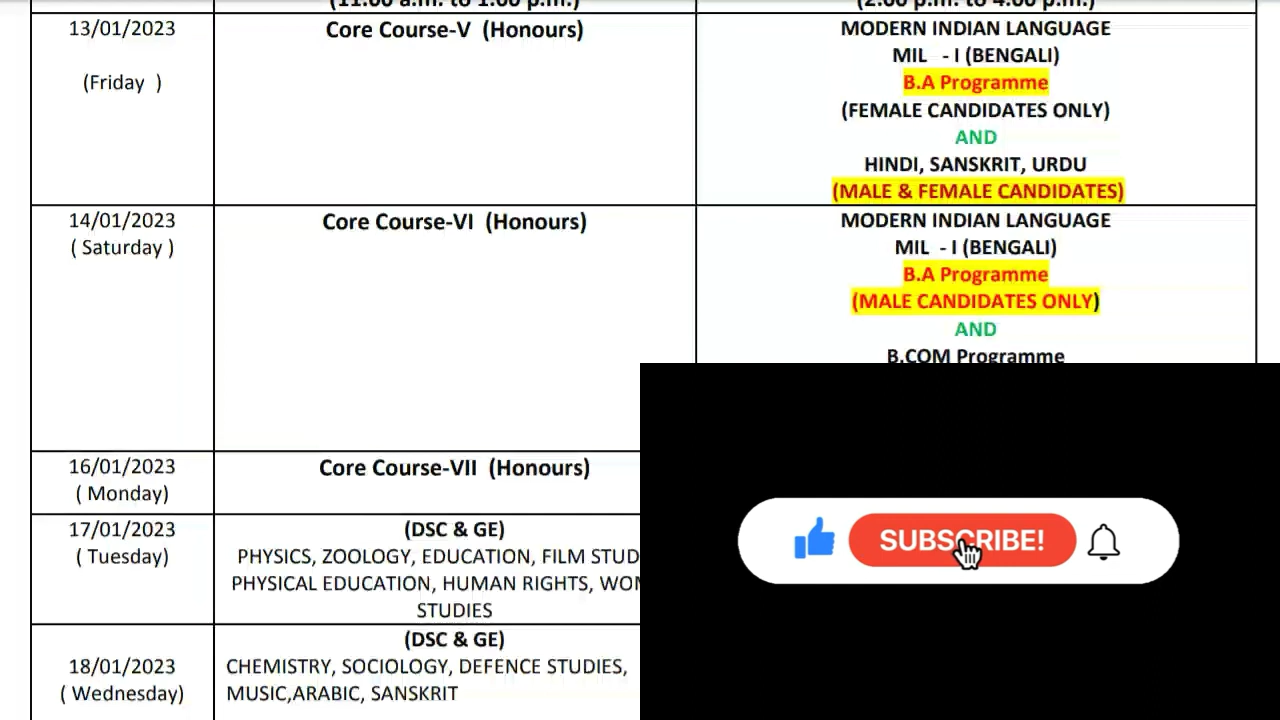 (11:00 a.m. to 1:00 p.m.)
(2:00 p.m. to 4:00 p.m.)
13/01/2023
(Friday )
Core Course-V (Honours)
MODERN INDIAN LANGUAGE
MIL - I (BENGALI)
B.A Programme
(FEMALE CANDIDATES ONLY)
AND
HINDI, SANSKRIT, URDU
(MALE & FEMALE CANDIDATES)
14/01/2023
( Saturday )
Core Course-VI (Honours)
MODERN INDIAN LANGUAGE
MIL - I (BENGALI)
B.A Programme
(MALE CANDIDATES ONLY)
AND
B.COM Programme
16/01/2023
( Monday)
Core Course-VII (Honours)
17/01/2023
( Tuesday)
(DSC & GE)
PHYSICS, ZOOLOGY, EDUCATION, FILM STUD
PHYSICAL EDUCATION, HUMAN RIGHTS, WOM
STUDIES
18/01/2023
( Wednesday)
(DSC & GE)
CHEMISTRY, SOCIOLOGY, DEFENCE STUDIES,
MUSIC,ARABIC, SANSKRIT
SUBSCRIBE!